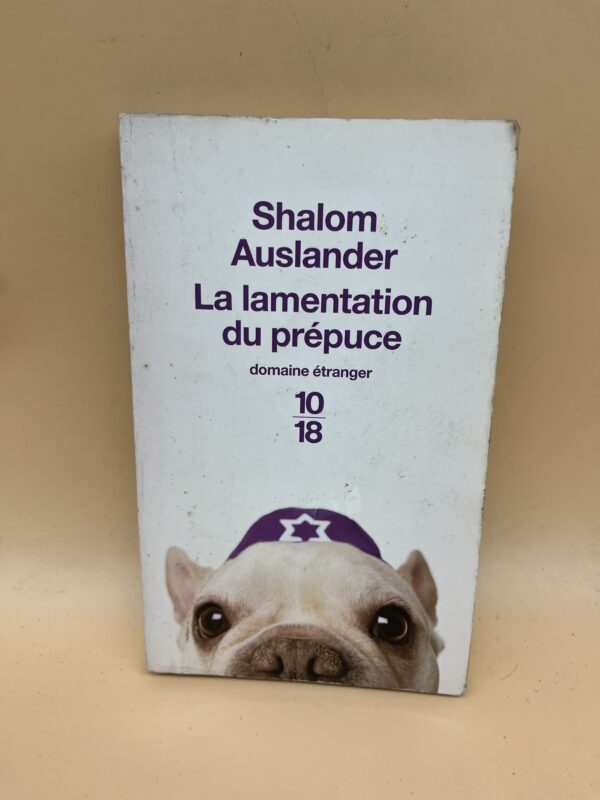 Shalom
Auslander
La lamentation
du prépuce
domaine étranger
10
18